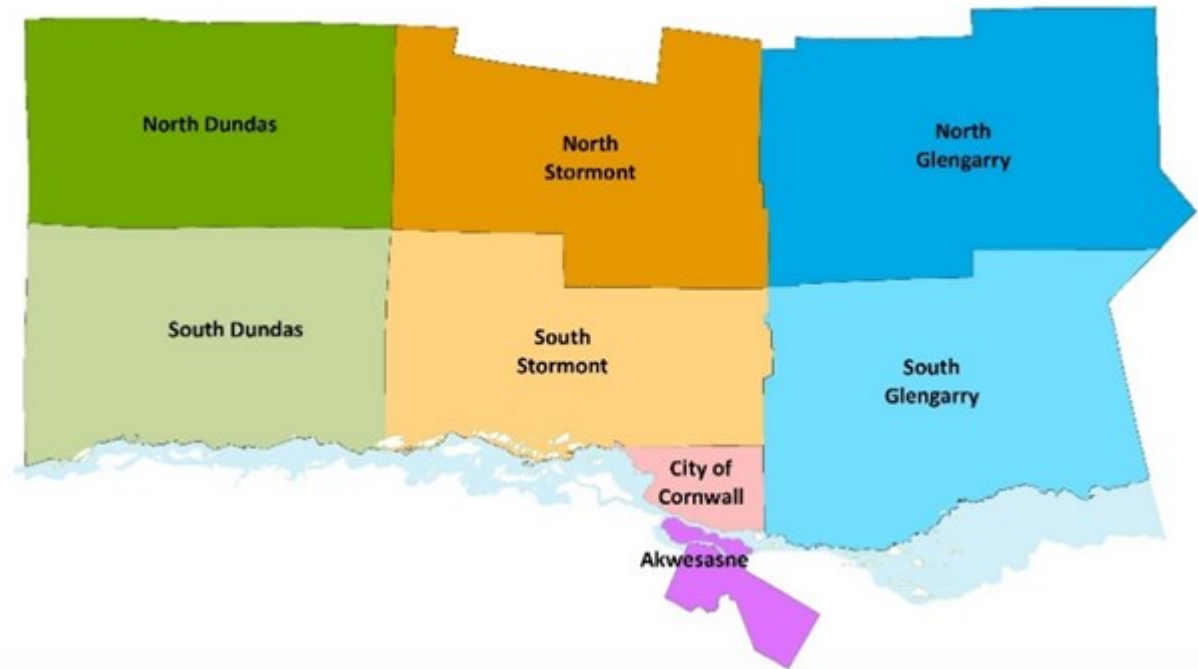 North Dundas
North
Stormont
North
Glengarry
South Dundas
South
Stormont
South
Glengarry
City of
Cornwall
Akwesasne